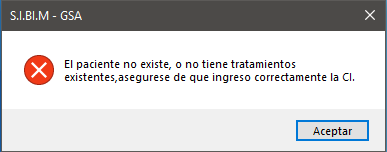 S.I.BI.M - GSA
El paciente no existe, o no tiene tratamientos
existentes,asegurese de que ingreso correctamente la CI.
Aceptar